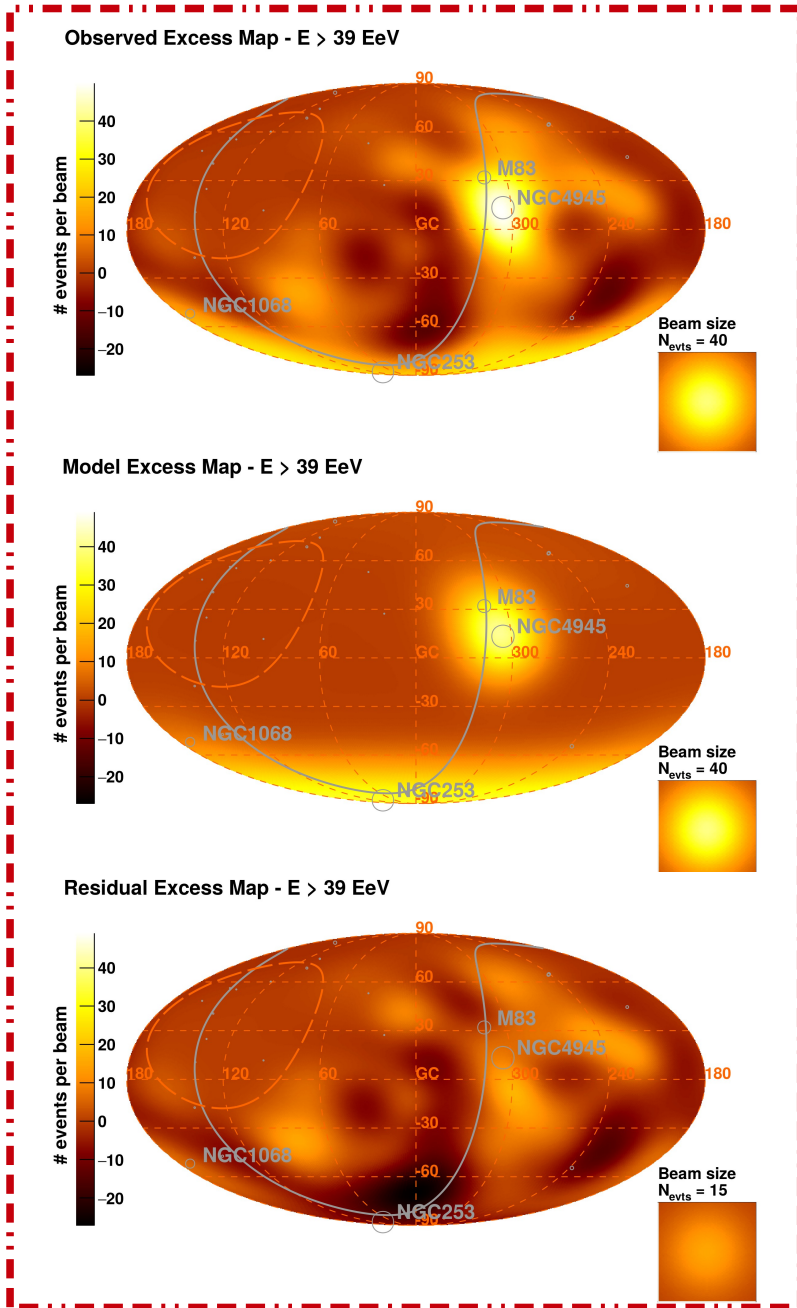 Observed Excess Map - E > 39 EeV
# events per beam
40
30
20
10
0
−10
−20
90
60
30
M83
NGC4945
180
120
60
GC
300
240
180
-30
NGC1068
-60
NGC253
-90
Beam size
N_evts = 40
Model Excess Map - E > 39 EeV
# events per beam
40
30
20
10
0
−10
−20
90
60
30
M83
NGC4945
180
120
60
GC
300
240
180
-30
NGC1068
-60
NGC253
-90
Beam size
N_evts = 40
Residual Excess Map - E > 39 EeV
# events per beam
40
30
20
10
0
−10
−20
90
60
30
M83
NGC4945
180
120
60
GC
300
240
180
-30
NGC1068
-60
NGC253
-90
Beam size
N_evts = 15